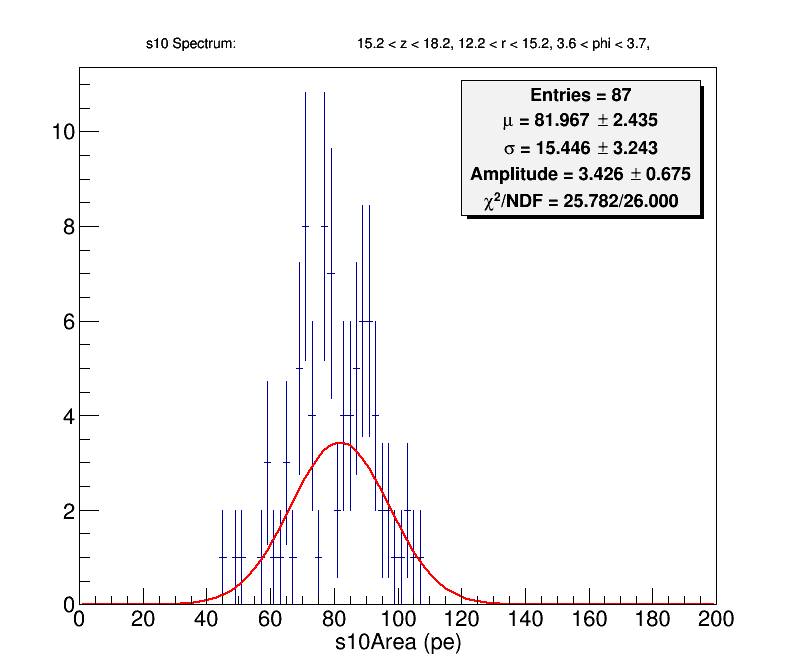 s10 Spectrum: 15.2 < z < 18.2, 12.2 < r < 15.2, 3.6 < phi < 3.7,
Entries = 87
μ = 81.967 ± 2.435
σ = 15.446 ± 3.243
Amplitude = 3.426 ± 0.675
χ²/NDF = 25.782/26.000
10
8
6
4
2
0
0 20 40 60 80 100 120 140 160 180 200
s10Area (pe)